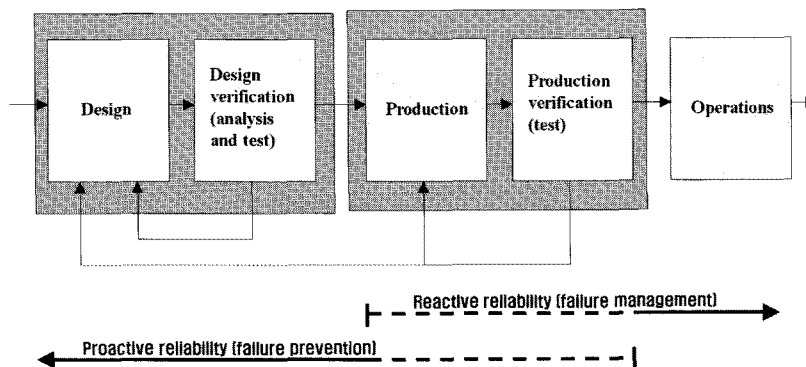 Design
Design
verification
(analysis
and test)
Production
Production
verification
(test)
Operations
Reactive reliability (failure management)
Proactive reliability (failure prevention)